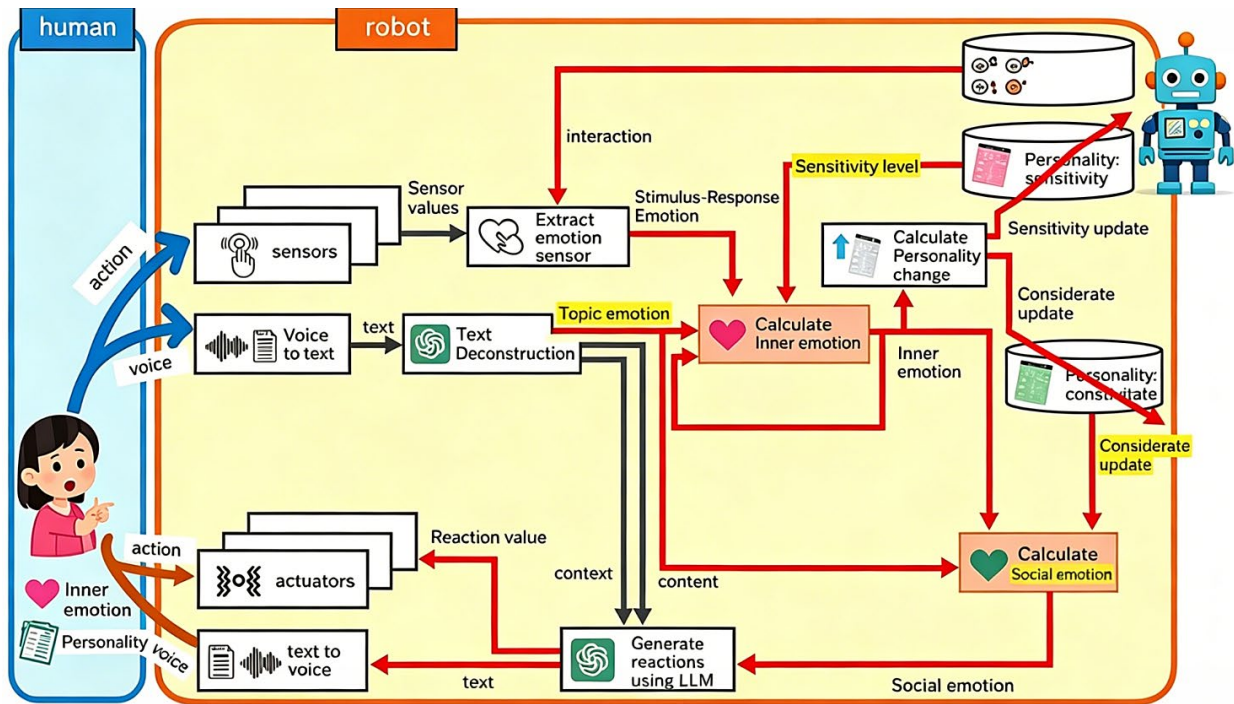 human
robot
interaction
Sensitivity level
Personality:
sensitivity
Sensor
values
Stimulus-Response
Emotion
sensors
Extract
emotion
sensor
Calculate
Personality
change
Sensitivity update
action
Considerate
update
Voice
to text
text
Text
Deconstruction
Topic emotion
Calculate
Inner emotion
Inner
emotion
voice
Personality:
constivitate
Considerate
update
action
actuators
Reaction value
context
content
Calculate
Social emotion
Inner
emotion
Personality
voice
text to
voice
text
Generate
reactions
using LLM
Social emotion